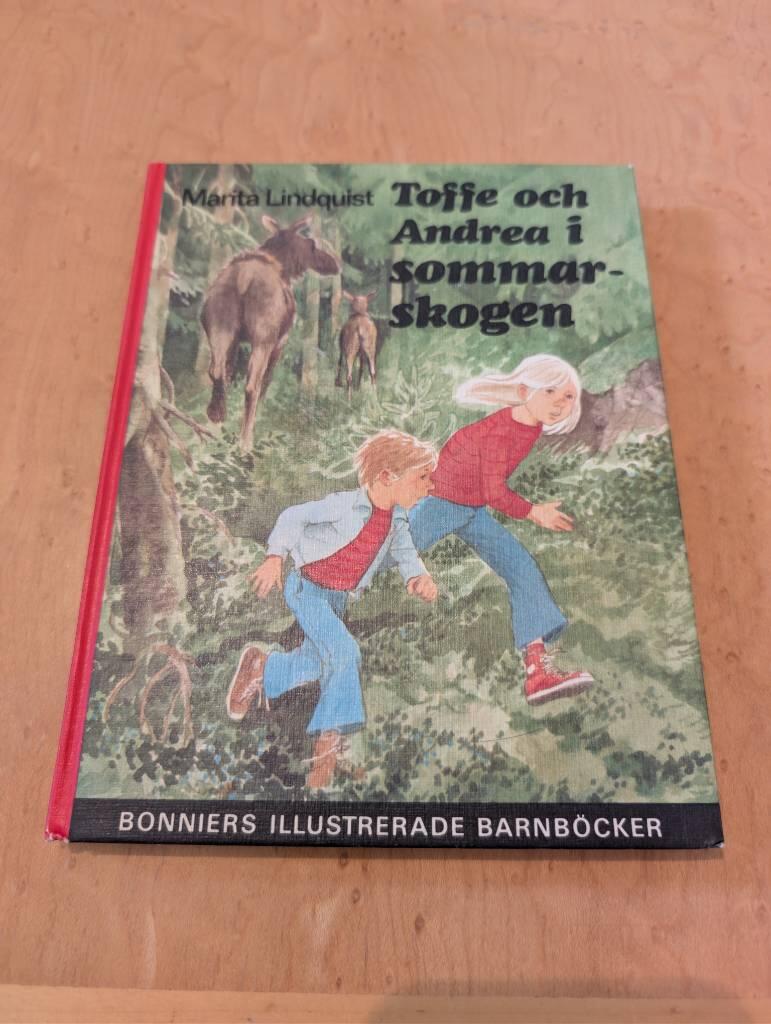 Marita Lindquist
Toffe och
Andrea i
sommar-
skogen
BONNIERS ILLUSTRERADE BARNBÖCKER